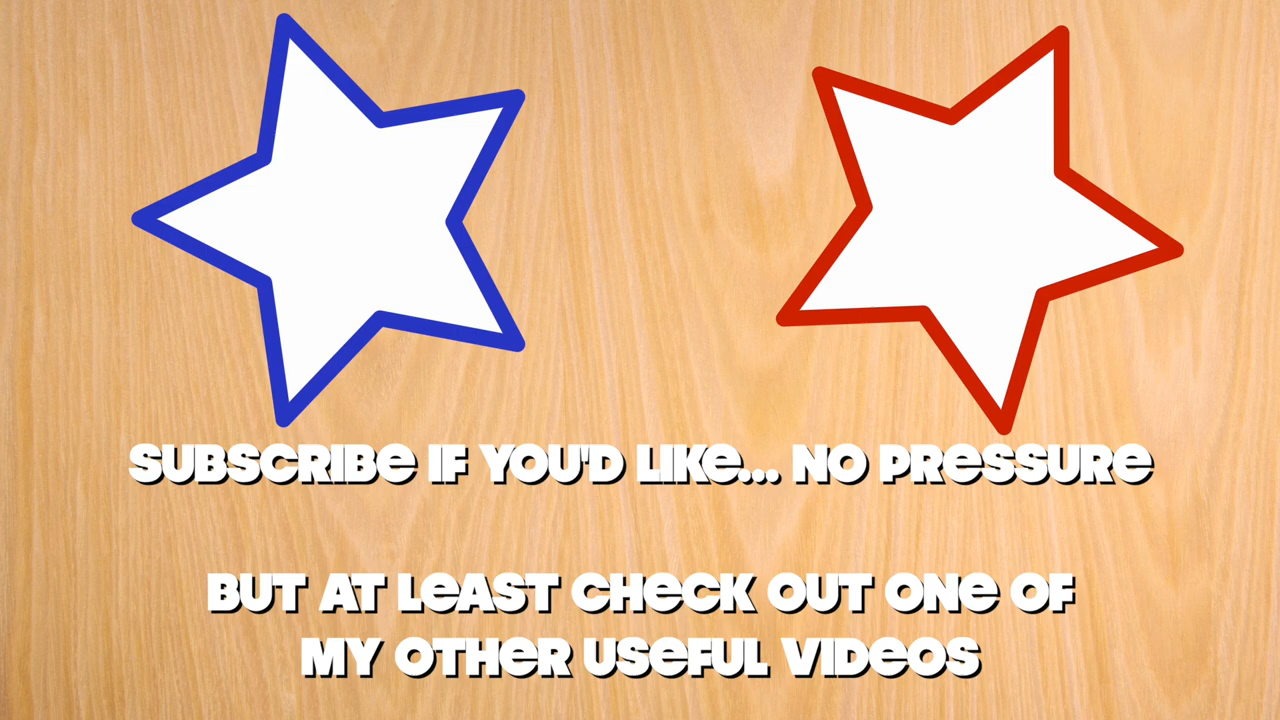 SUBSCRIBE IF YOU'D LIKE... NO PRESSURE
BUT AT LEAST CHECK OUT ONE OF
MY OTHER USEFUL VIDEOS